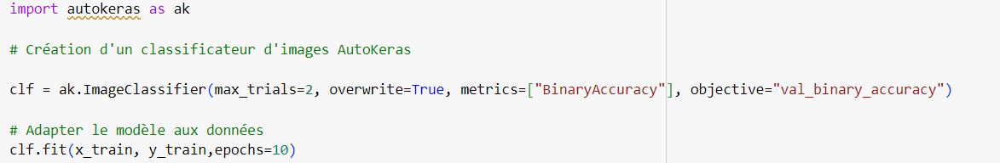 import autokeras as ak
# Création d'un classificateur d'images AutoKeras
clf = ak.ImageClassifier(max_trials=2, overwrite=True, metrics=["BinaryAccuracy"], objective="val_binary_accuracy")
# Adapter le modèle aux données
clf.fit(x_train, y_train,epochs=10)